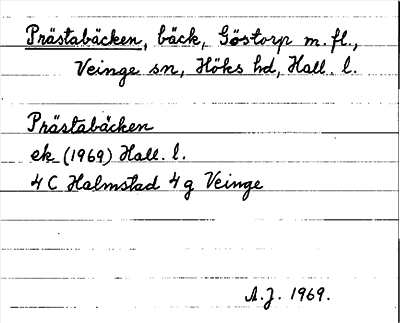 Prästabäcken, bäck, Göstorp m.fl.,
Veinge sn, Höks hd, Hall. l.
Prästabäcken
ek (1969) Hall. l.
4 C Halmstad 4 g Veinge
A.J. 1969.